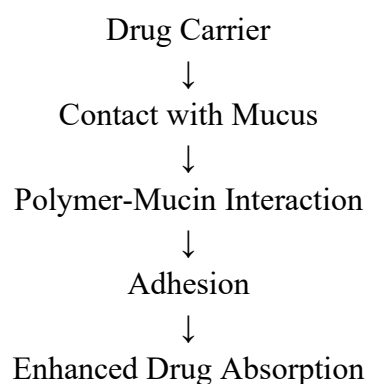 Drug Carrier
↓
Contact with Mucus
↓
Polymer-Mucin Interaction
↓
Adhesion
↓
Enhanced Drug Absorption